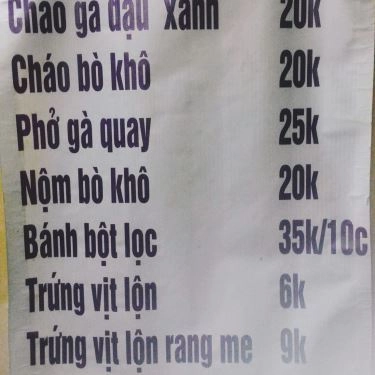 Cháo gà đậu xanh 20k
Cháo bò khô 20k
Phở gà quay 25k
Nộm bò khô 20k
Bánh bột lọc 35k/10c
Trứng vịt lộn 6k
Trứng vịt lộn rang me 9k